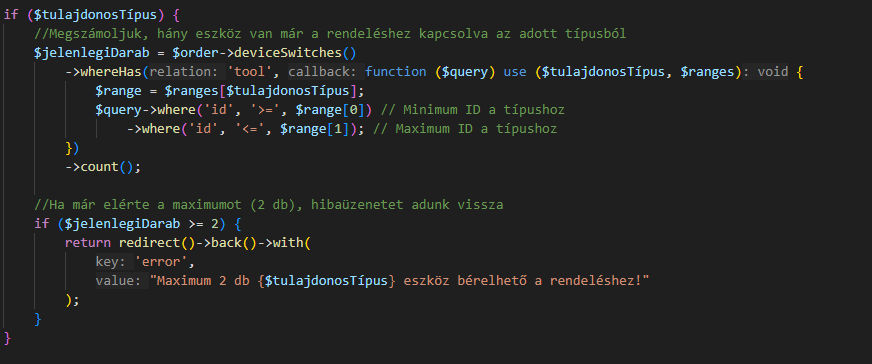 if ($tulajdonosTípus) {
//Megszámoljuk, hány eszköz van már a rendeléshez kapcsolva az adott típusból
$jelenlegiDarab = $order->deviceSwitches()
->whereHas(relation: 'tool', callback: function ($query) use ($tulajdonosTípus, $ranges): void {
$range = $ranges[$tulajdonosTípus];
$query->where('id', '>=', $range[0]) // Minimum ID a típushoz
->where('id', '<=', $range[1]); // Maximum ID a típushoz
})
->count();
//Ha már elérte a maximumot (2 db), hibaüzenetet adunk vissza
if ($jelenlegiDarab >= 2) {
return redirect()->back()->with(
key: 'error',
value: "Maximum 2 db {$tulajdonosTípus} eszköz bérelhető a rendeléshez!"
);
}
}